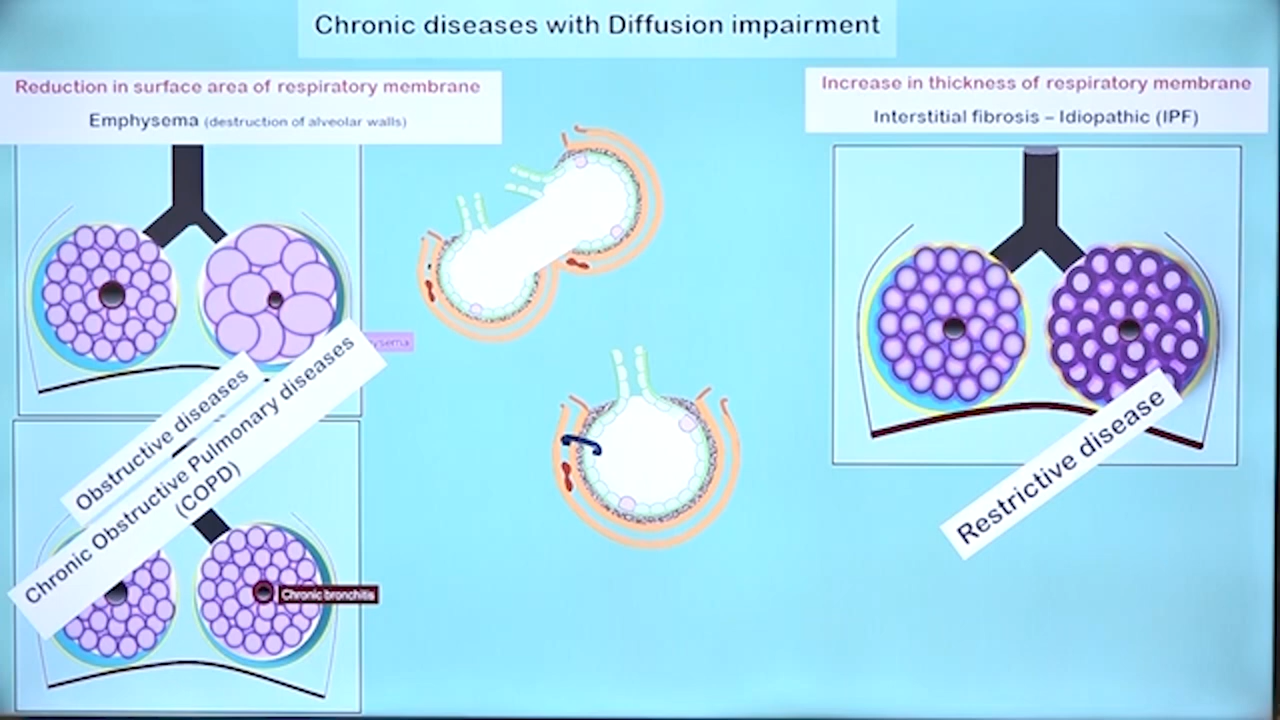 Chronic diseases with Diffusion impairment
Reduction in surface area of respiratory membrane
Emphysema (destruction of alveolar walls)
Increase in thickness of respiratory membrane
Interstitial fibrosis – Idiopathic (IPF)
Obstructive diseases
Chronic Obstructive Pulmonary diseases
(COPD)
Restrictive disease
Chronic bronchitis